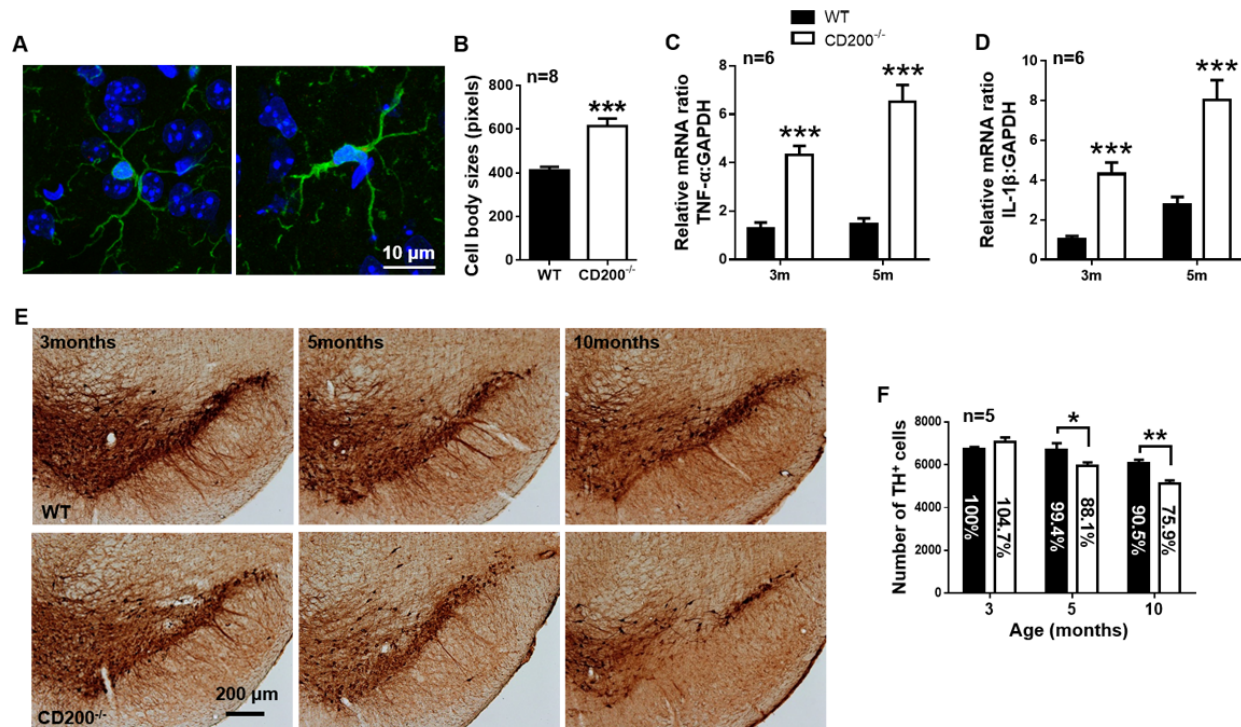 A
10 µm
B
n=8
***
Cell body sizes (pixels)
800
600
400
200
0
WT
CD200⁻/⁻
WT
CD200⁻/⁻
C
n=6
***
***
Relative mRNA ratio
TNF-α:GAPDH
8
6
4
2
0
3m
5m
D
n=6
***
***
Relative mRNA ratio
IL-1β:GAPDH
10
8
6
4
2
0
3m
5m
E
3months
5months
10months
WT
200 µm
CD200⁻/⁻
F
n=5
*
**
Number of TH⁺ cells
8000
6000
4000
2000
0
100%
104.7%
99.4%
88.1%
90.5%
75.9%
3
5
10
Age (months)